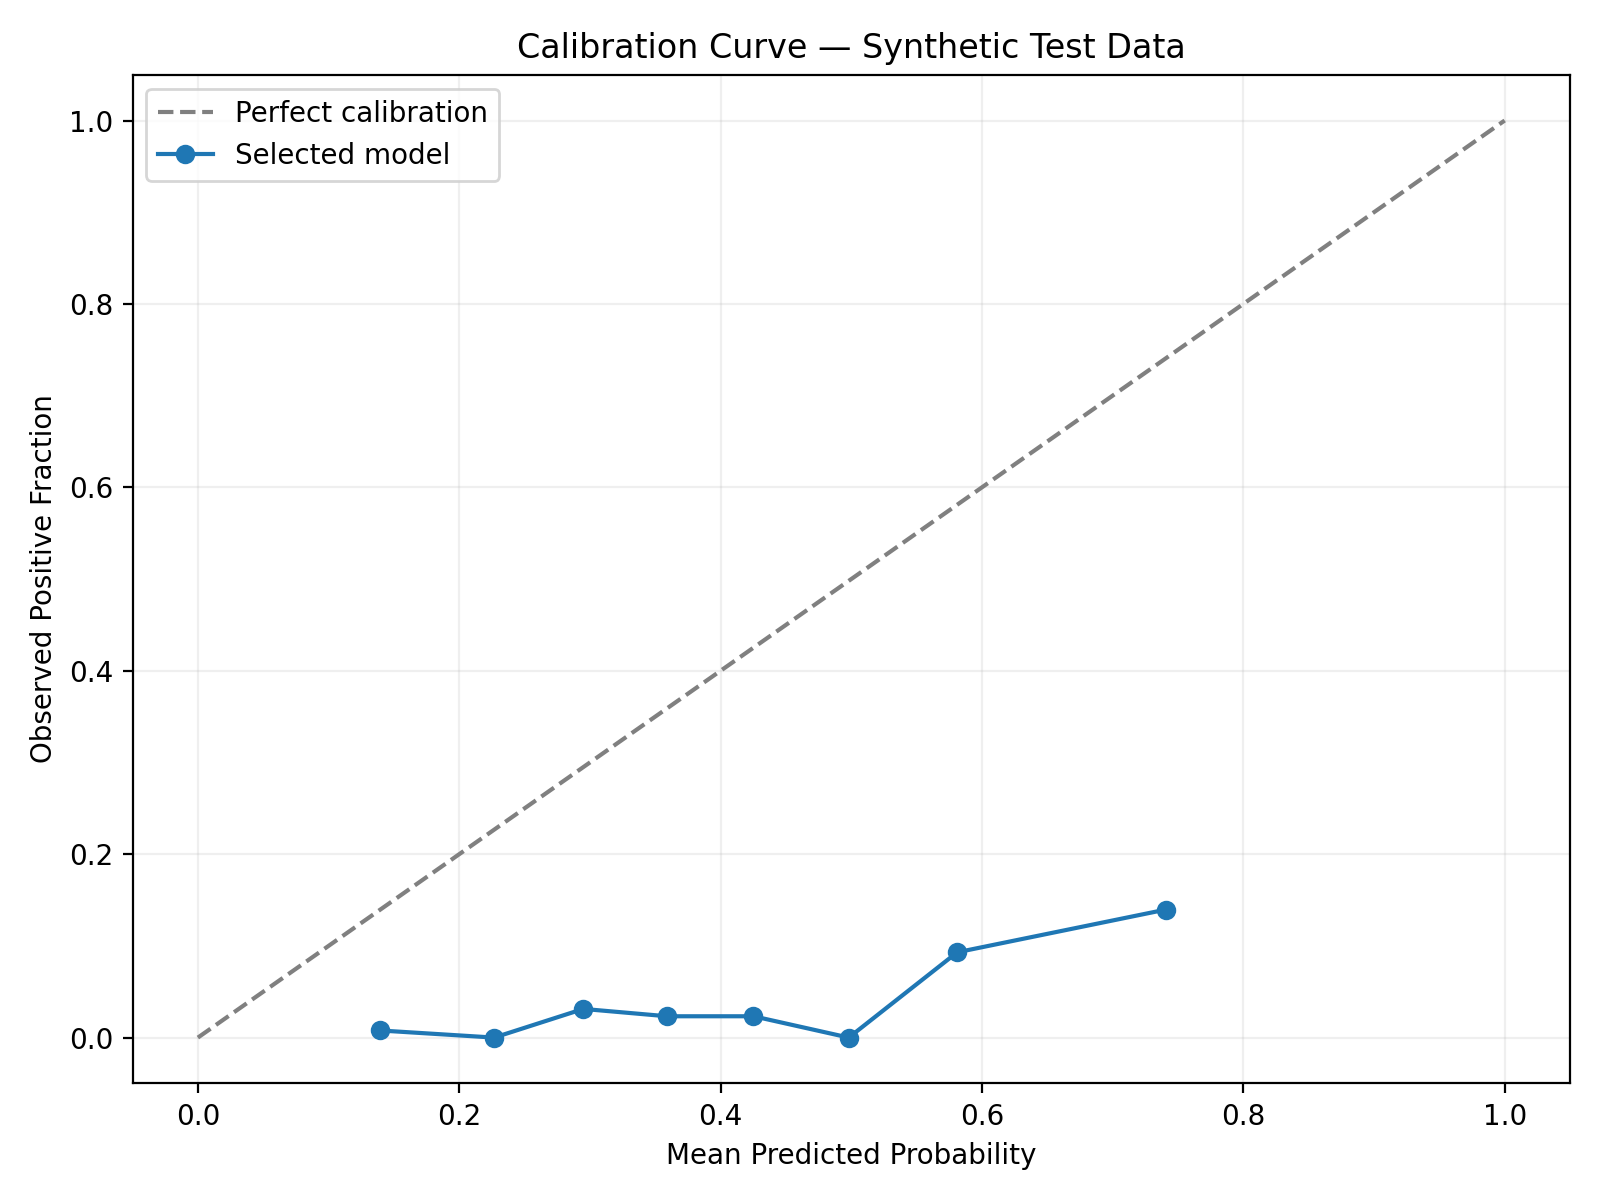 Calibration Curve — Synthetic Test Data
Perfect calibration
Selected model
Observed Positive Fraction
1.0
0.8
0.6
0.4
0.2
0.0
0.0 0.2 0.4 0.6 0.8 1.0
Mean Predicted Probability